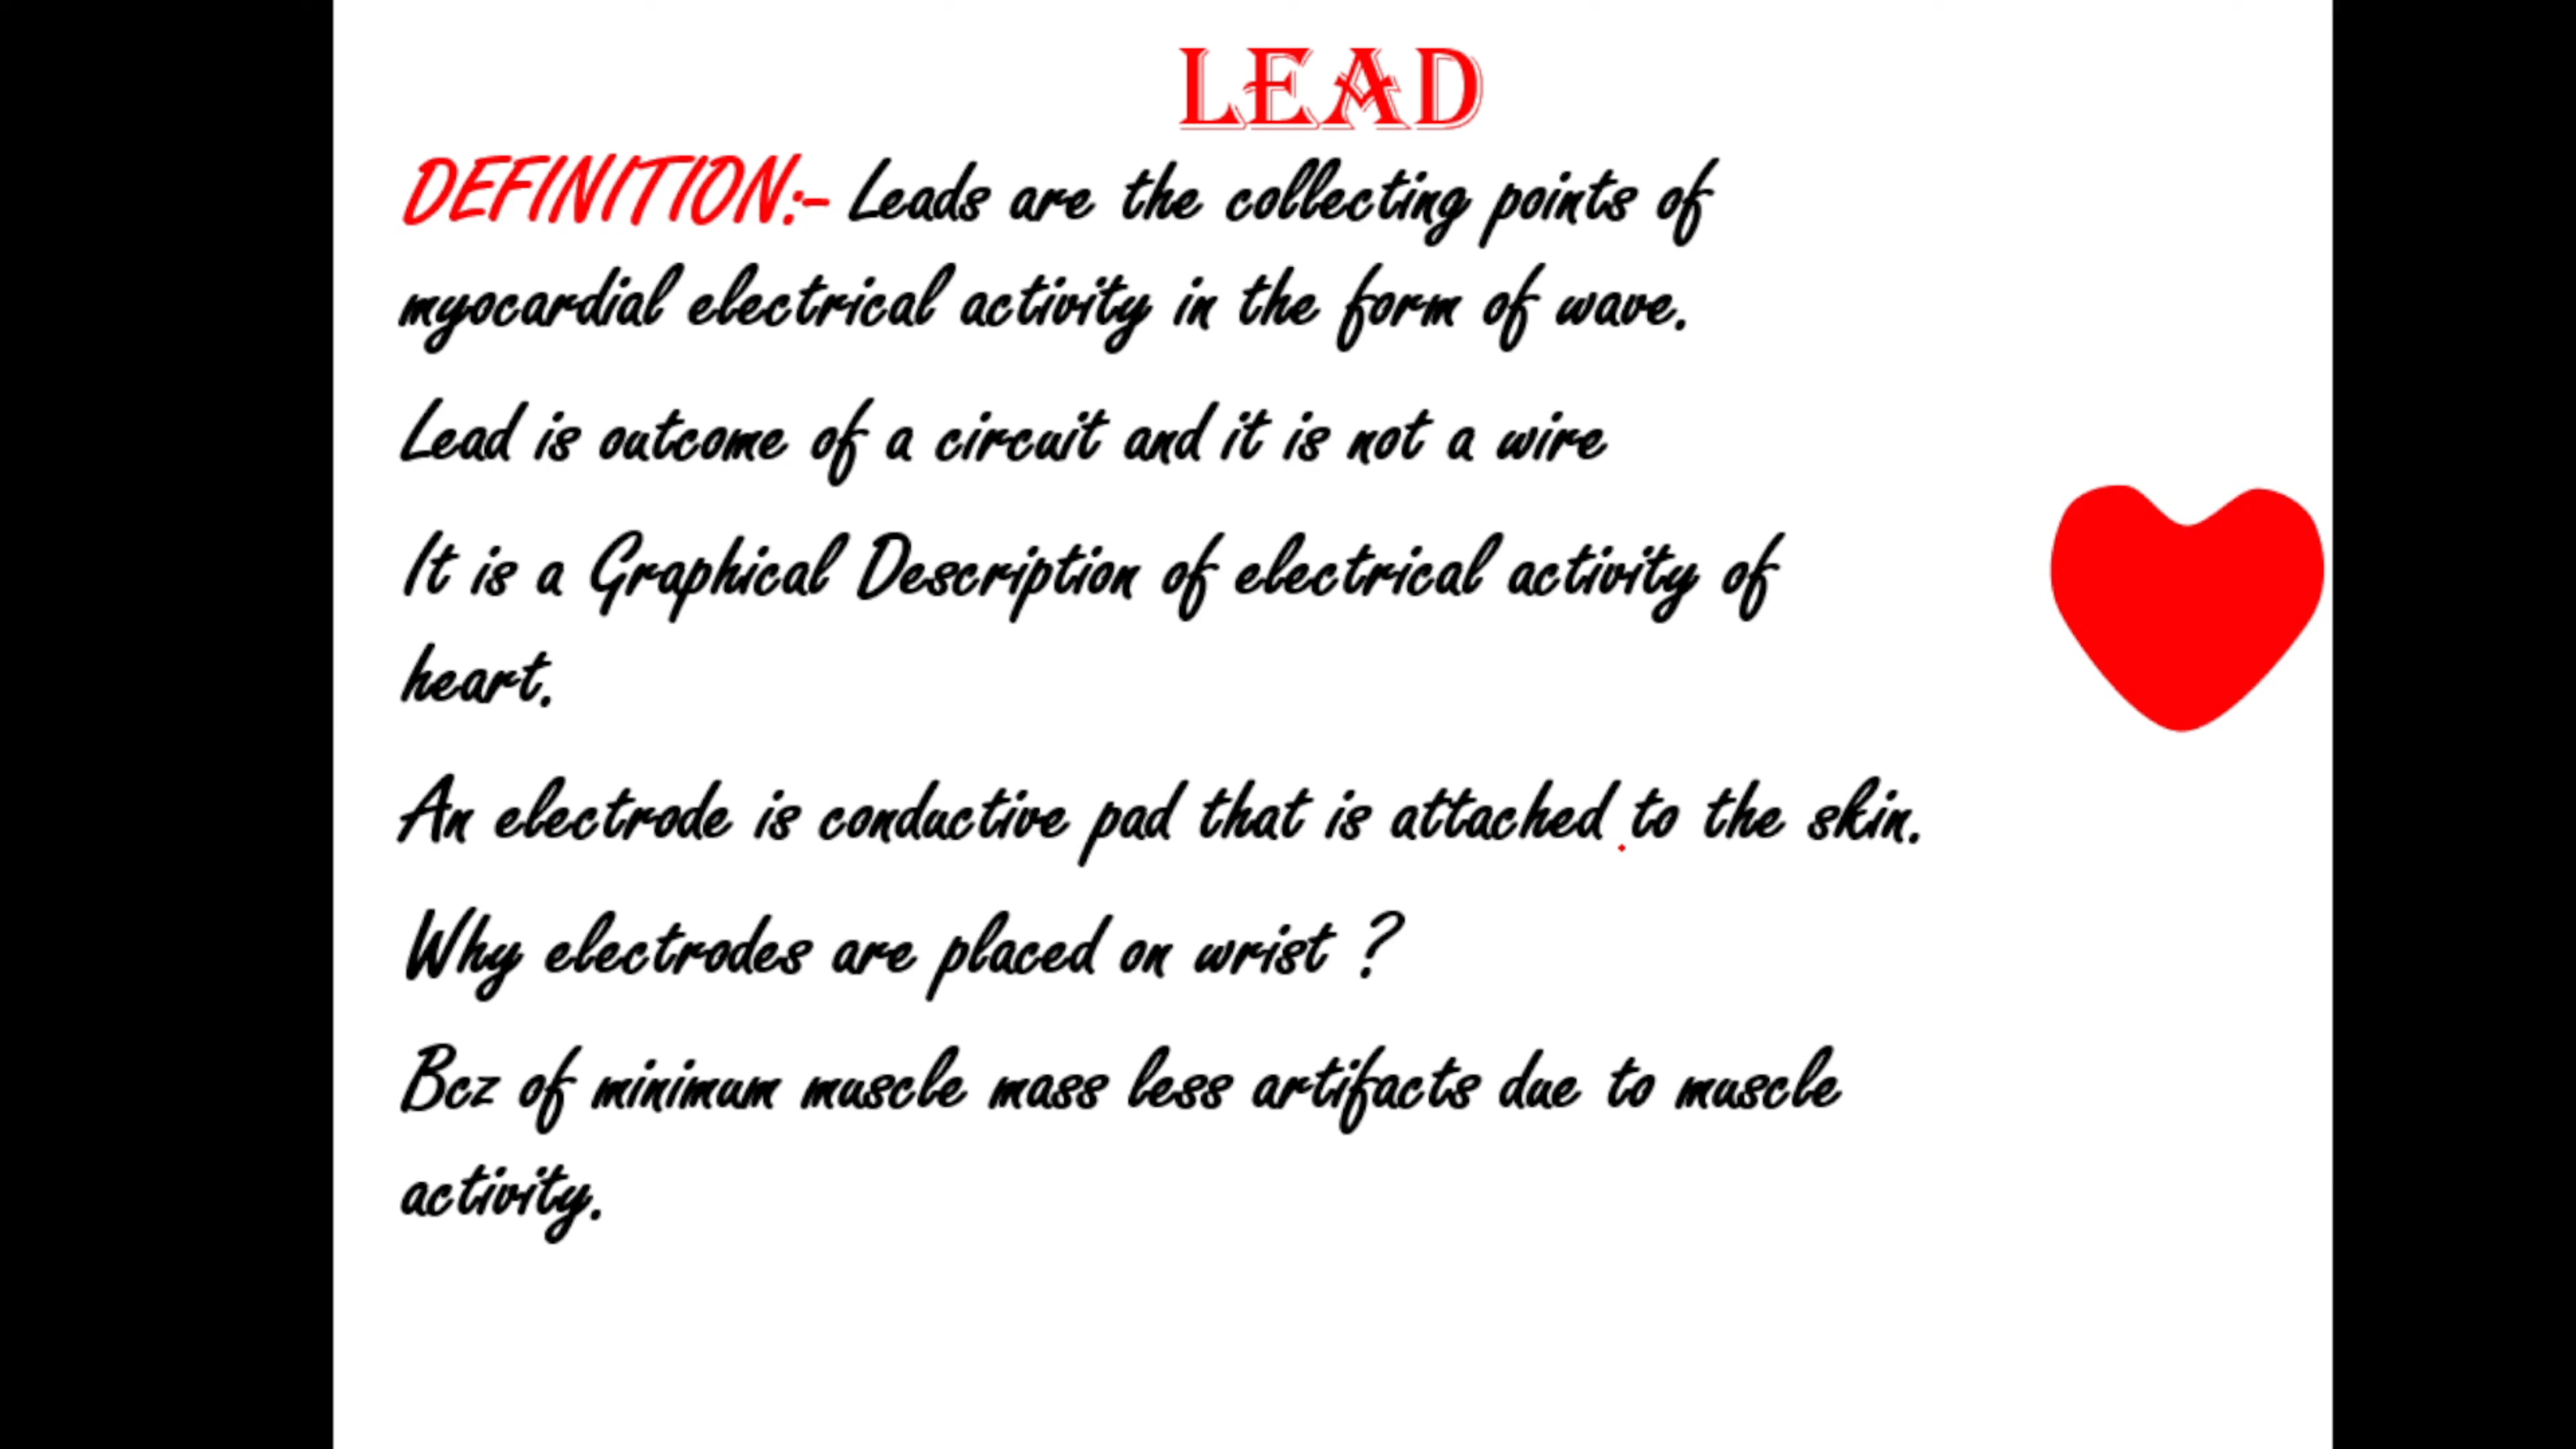 LEAD
DEFINITION:- Leads are the collecting points of
myocardial electrical activity in the form of wave.
Lead is outcome of a circuit and it is not a wire
It is a Graphical Description of electrical activity of
heart.
An electrode is conductive pad that is attached to the skin.
Why electrodes are placed on wrist ?
Bcz of minimum muscle mass less artifacts due to muscle
activity.